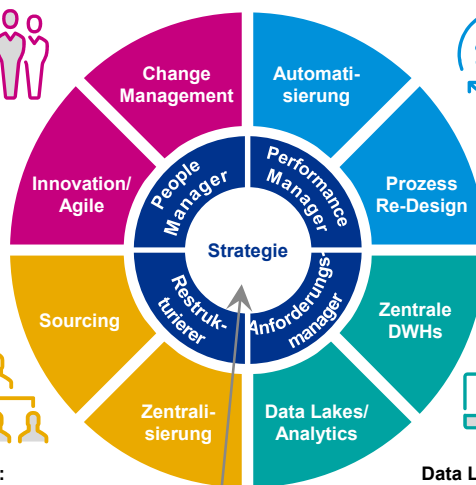 Change
Management
Automati-
sierung
Innovation/
Agile
People
Manager
Performance
Manager
Prozess
Re-Design
Strategie
Sourcing
Restruk-
turierer
Anforderungs-
manager
Zentrale
DWHs
Zentrali-
sierung
Data Lakes/
Analytics
:
Data L